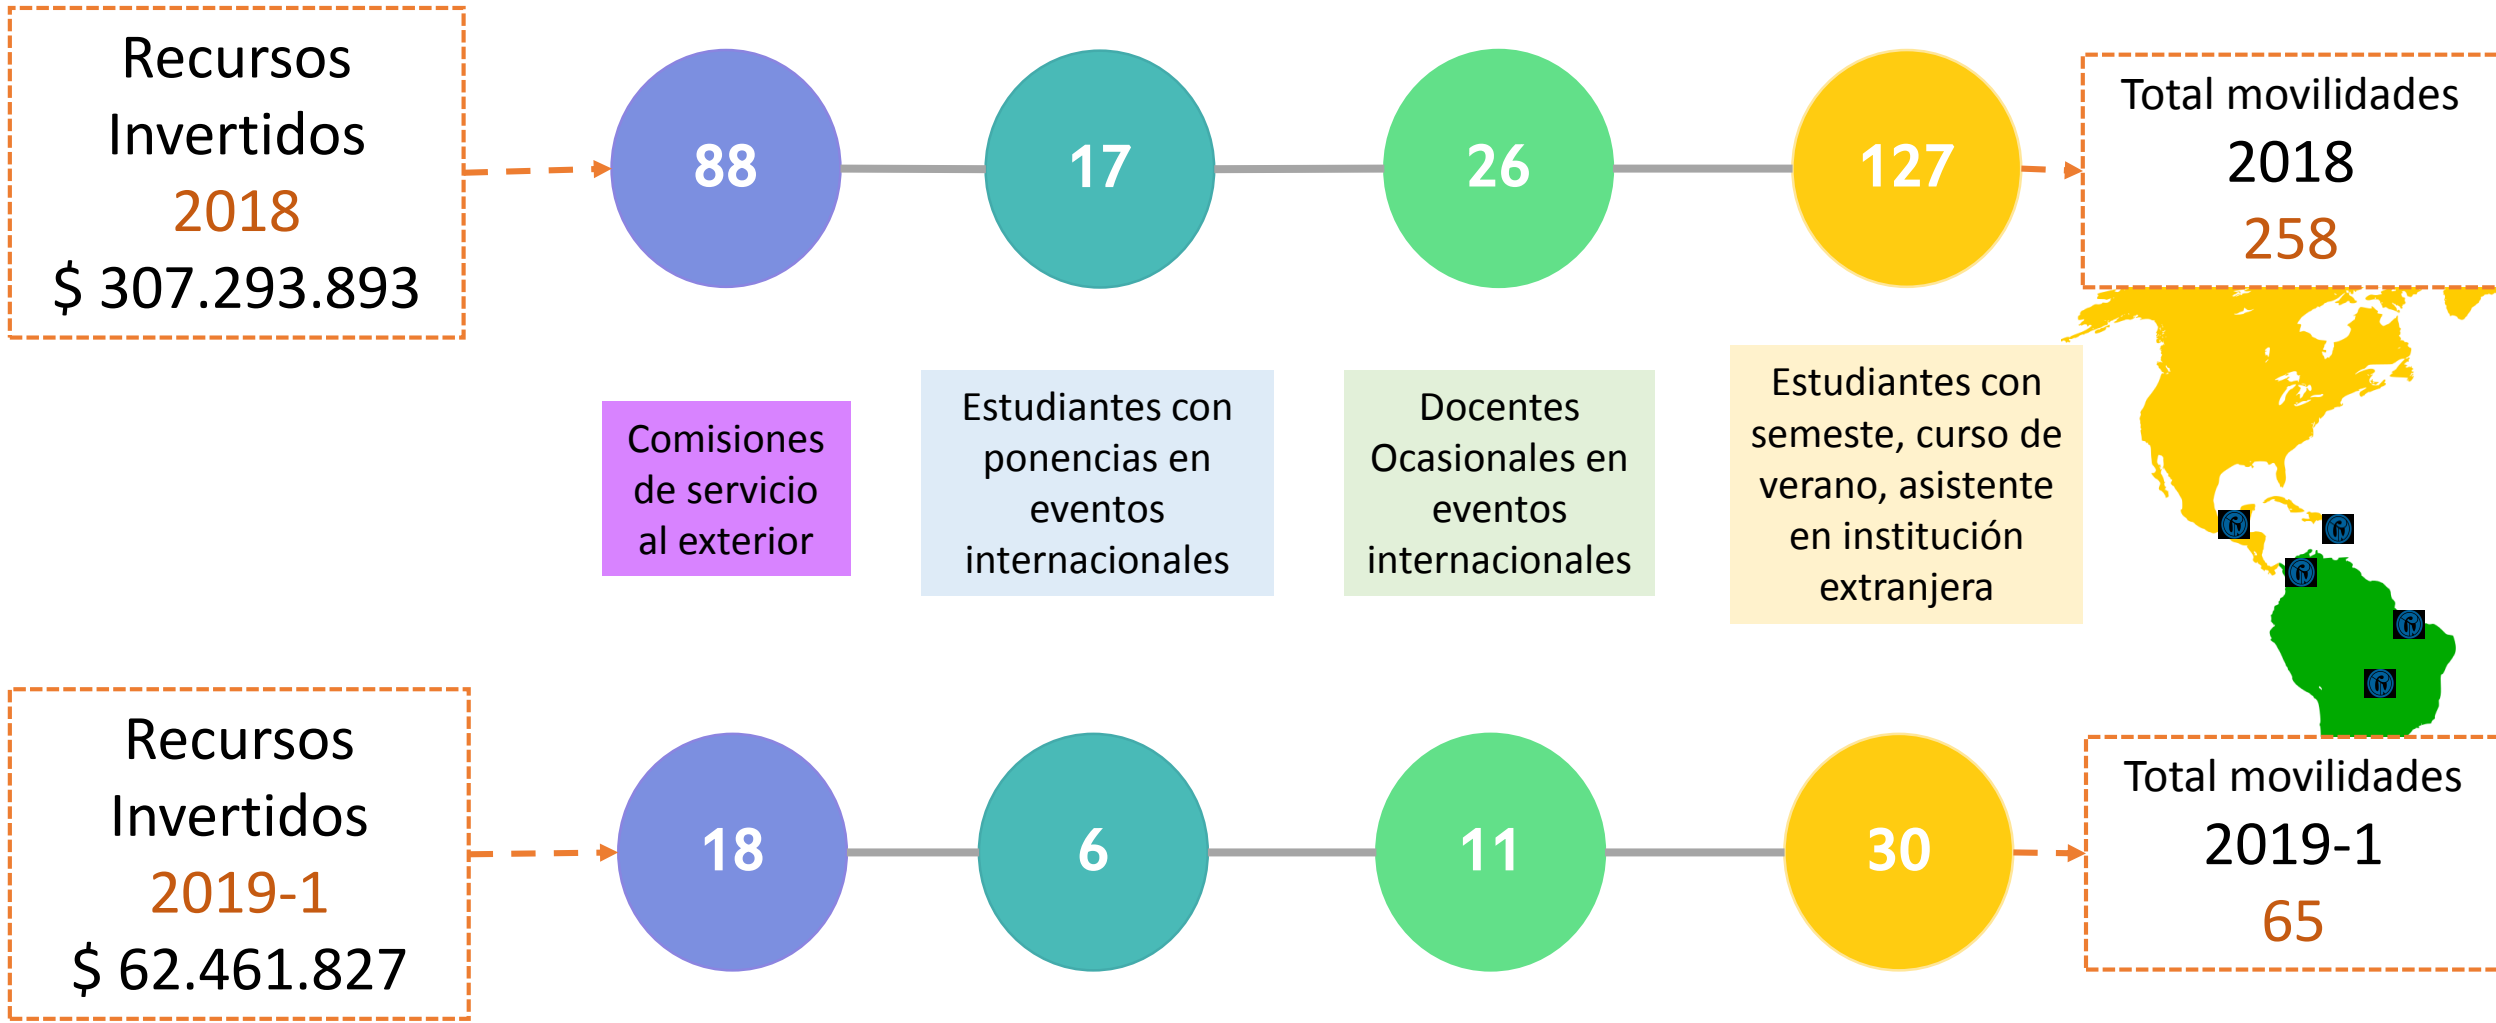 Recursos
Invertidos
2018
$ 307.293.893
88
17
26
127
Total movilidades
2018
258
Comisiones
de servicio
al exterior
Estudiantes con
ponencias en
eventos
internacionales
Docentes
Ocasionales en
eventos
internacionales
Estudiantes con
semeste, curso de
verano, asistente
en institución
extranjera
Recursos
Invertidos
2019-1
$ 62.461.827
18
6
11
30
Total movilidades
2019-1
65